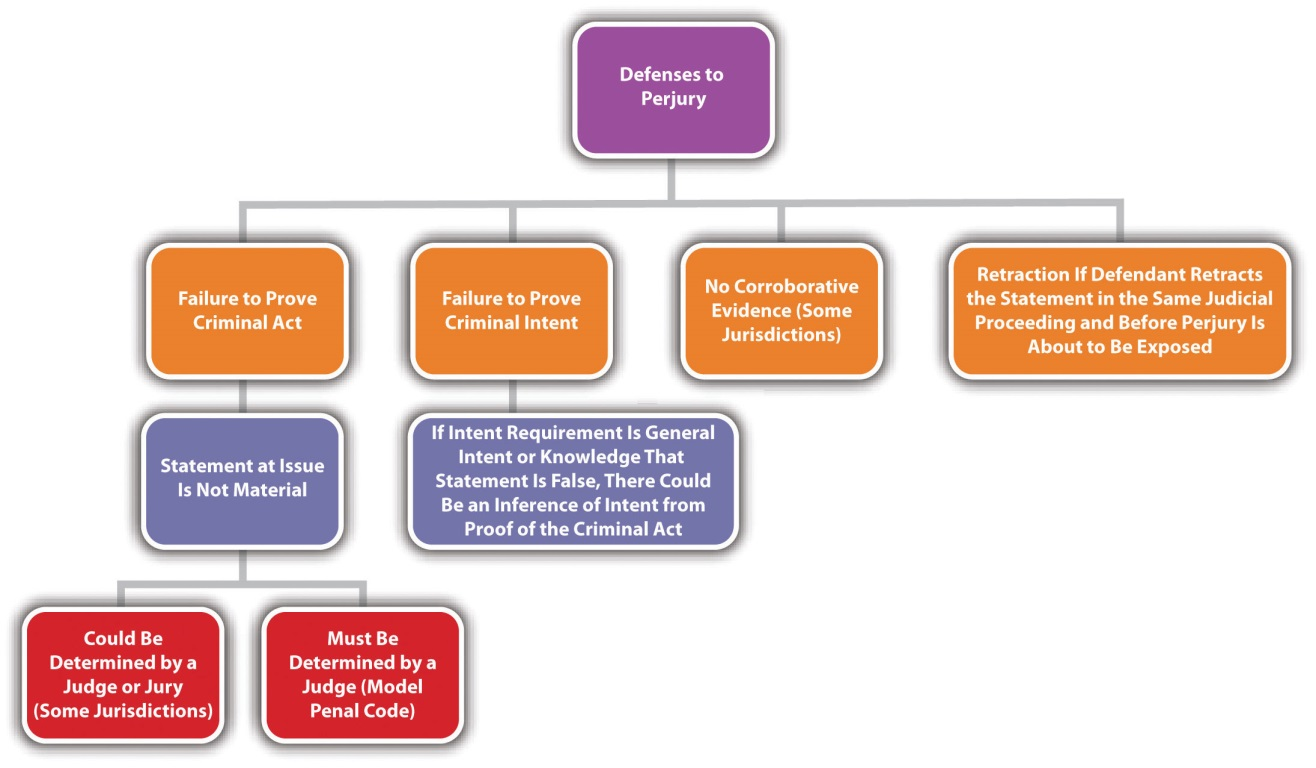 Defenses to
Perjury
Failure to Prove
Criminal Act
Failure to Prove
Criminal Intent
No Corroborative
Evidence (Some
Jurisdictions)
Retraction If Defendant Retracts
the Statement in the Same Judicial
Proceeding and Before Perjury Is
About to Be Exposed
Statement at Issue
Is Not Material
If Intent Requirement Is General
Intent or Knowledge That
Statement Is False, There Could
Be an Inference of Intent from
Proof of the Criminal Act
Could Be
Determined by a
Judge or Jury
(Some Jurisdictions)
Must Be
Determined by a
Judge (Model
Penal Code)